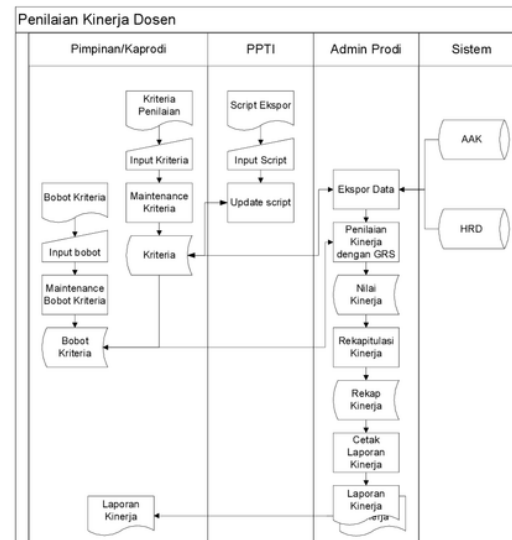 Penilaian Kinerja Dosen
Pimpinan/Kaprodi
PPTI
Admin Prodi
Sistem
Kriteria
Penilaian
Input Kriteria
Maintenance
Kriteria
Kriteria
Bobot Kriteria
Input bobot
Maintenance
Bobot Kriteria
Bobot
Kriteria
Script Ekspor
Input Script
Update script
Ekspor Data
Penilaian
Kinerja
dengan GRS
Nilai
Kinerja
Rekapitulasi
Kinerja
Rekap
Kinerja
Cetak
Laporan
Kinerja
Laporan
Kinerja
AAK
HRD
Laporan
Kinerja